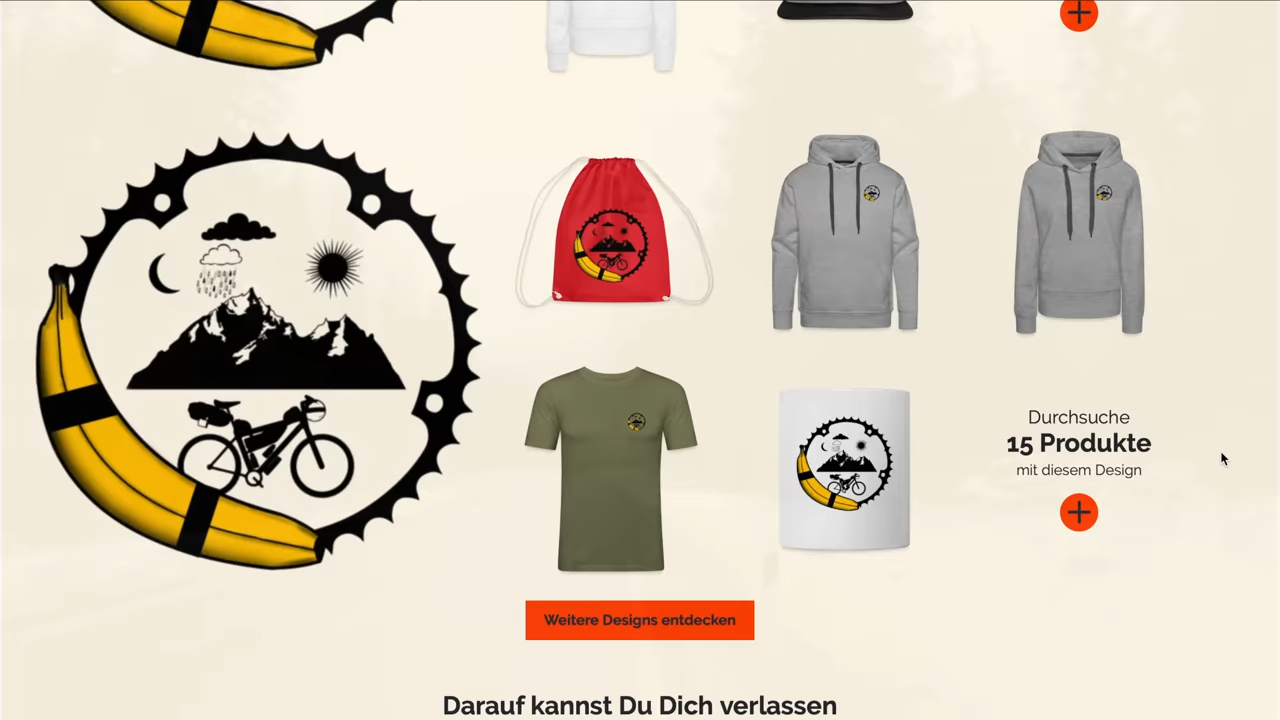 Durchsuche
15 Produkte
mit diesem Design
Weitere Designs entdecken
Darauf kannst Du Dich verlassen